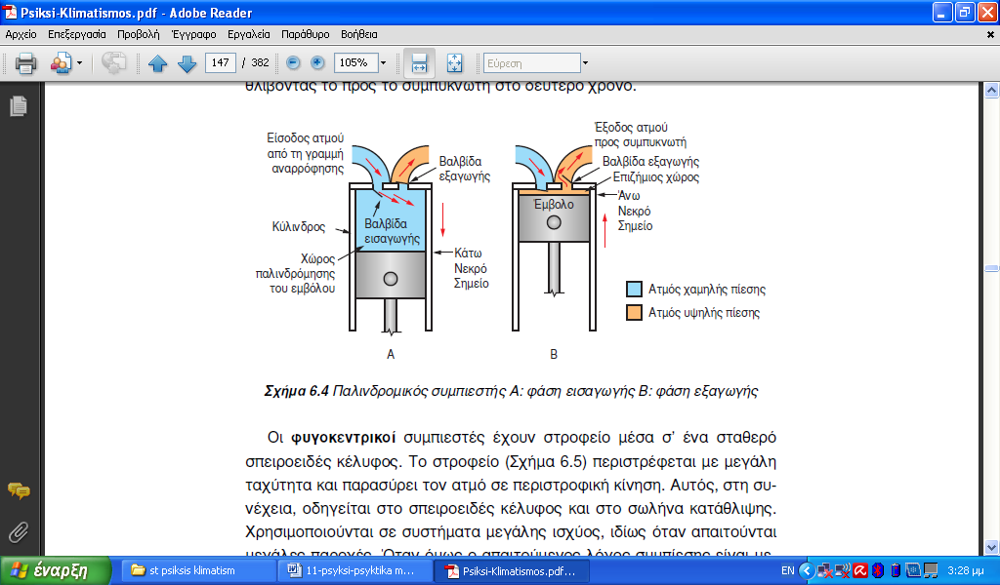 Psiksi-Klimatismos.pdf - Adobe Reader
Αρχείο Επεξεργασία Προβολή Έγγραφο Εργαλεία Παράθυρο Βοήθεια
147 / 382 105% Εύρεση
θλίβοντάς το προς το συμπυκνωτή στο δεύτερο χρόνο.
Είσοδος ατμού
από τη γραμμή
αναρρόφησης
Βαλβίδα
εξαγωγής
Κύλινδρος
Βαλβίδα
εισαγωγής
Χώρος
παλινδρόμησης
του εμβόλου
Κάτω
Νεκρό
Σημείο
A
Έξοδος ατμού
προς συμπυκνωτή
Βαλβίδα εξαγωγής
Επιζήμιος χώρος
Έμβολο
Άνω
Νεκρό
Σημείο
B
Ατμός χαμηλής πίεσης
Ατμός υψηλής πίεσης
Σχήμα 6.4 Παλινδρομικός συμπιεστής Α: φάση εισαγωγής Β: φάση εξαγωγής
Οι φυγοκεντρικοί συμπιεστές έχουν στροφείο μέσα σ' ένα σταθερό
σπειροειδές κέλυφος. Το στροφείο (Σχήμα 6.5) περιστρέφεται με μεγάλη
ταχύτητα και παρασύρει τον ατμό σε περιστροφική κίνηση. Αυτός, στη συ-
νέχεια, οδηγείται στο σπειροειδές κέλυφος και στο σωλήνα κατάθλιψης.
Χρησιμοποιούνται σε συστήματα μεγάλης ισχύος, ιδίως όταν απαιτούνται
μεγάλες παροχές. Όταν όμως ο απαιτούμενος λόγος συμπίεσης είναι με-
έναρξη st psiksis klimatism 11-psyksi-psyktika m... Psiksi-Klimatismos.pdf... EN 3:28 μμ